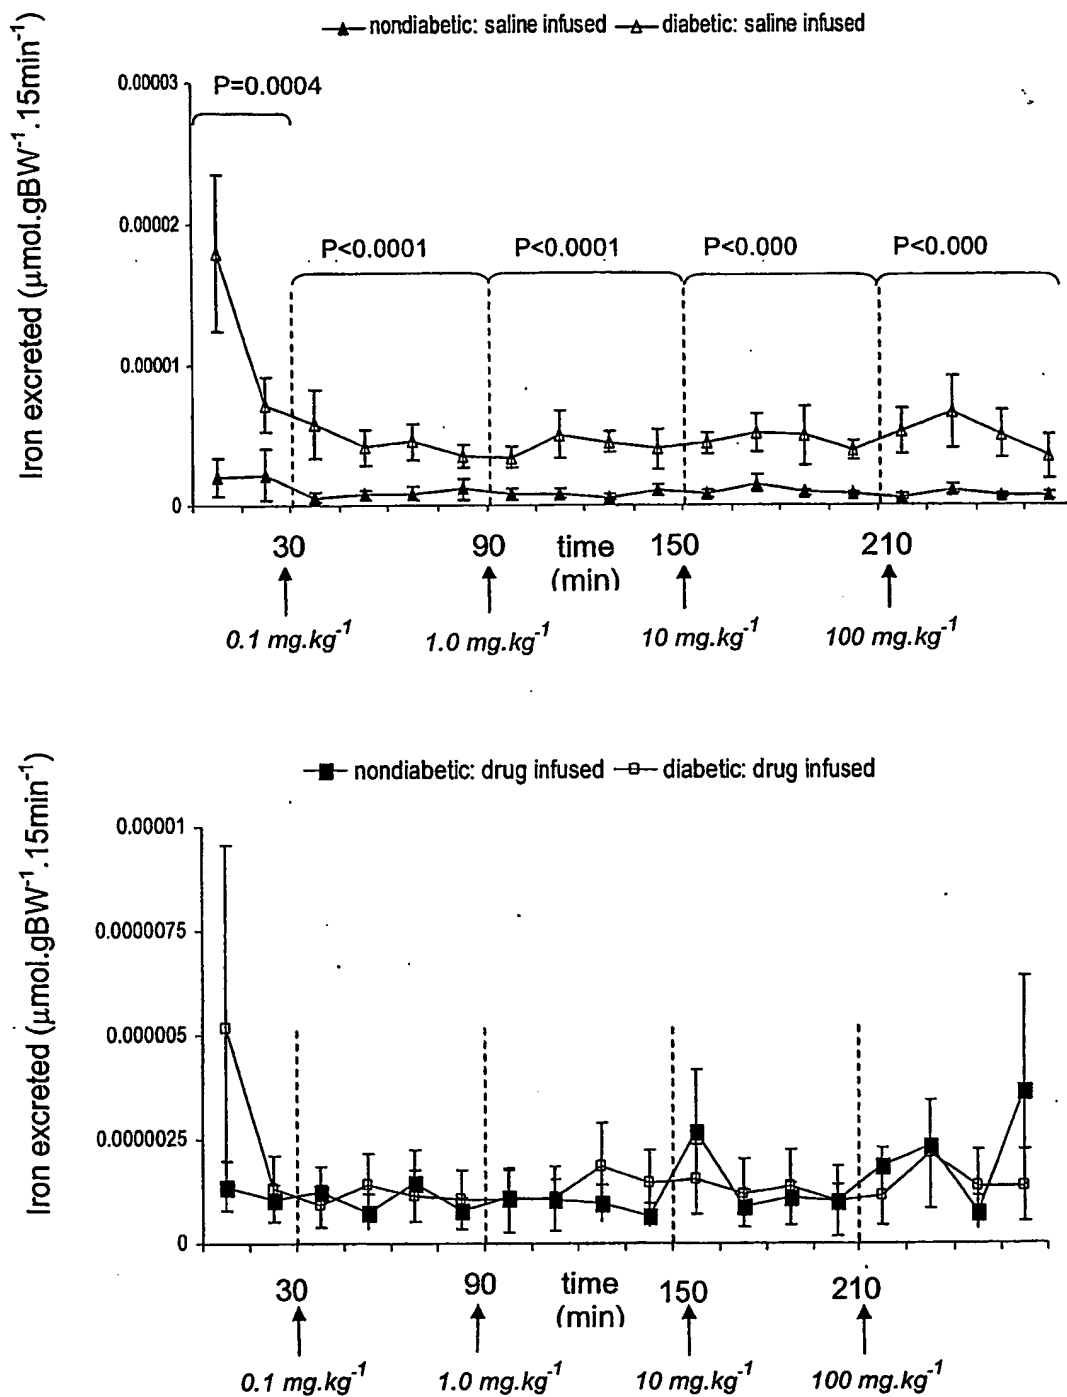 nondiabetic: saline infused diabetic: saline infused
Iron excreted (μmol.gBW⁻¹.15min⁻¹)
0.00003
P=0.0004
0.00002
P<0.0001 P<0.0001 P<0.000 P<0.000
0.00001
0
30 90 time 150 210
(min)
0.1 mg.kg⁻¹ 1.0 mg.kg⁻¹ 10 mg.kg⁻¹ 100 mg.kg⁻¹
nondiabetic: drug infused diabetic: drug infused
Iron excreted (μmol.gBW⁻¹.15min⁻¹)
0.00001
0.0000075
0.000005
0.0000025
0
30 90 time 150 210
(min)
0.1 mg.kg⁻¹ 1.0 mg.kg⁻¹ 10 mg.kg⁻¹ 100 mg.kg⁻¹